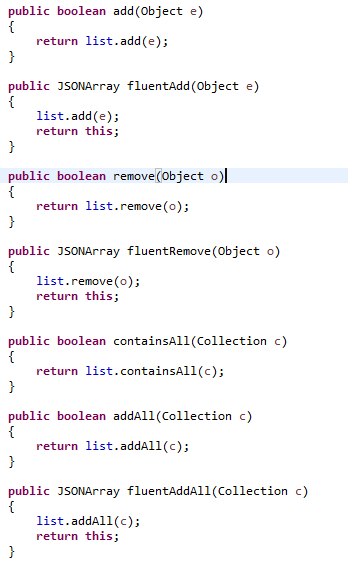 public boolean add(Object e)
{
    return list.add(e);
}
public JSONArray fluentAdd(Object e)
{
    list.add(e);
    return this;
}
public boolean remove(Object o)
{
    return list.remove(o);
}
public JSONArray fluentRemove(Object o)
{
    list.remove(o);
    return this;
}
public boolean containsAll(Collection c)
{
    return list.containsAll(c);
}
public boolean addAll(Collection c)
{
    return list.addAll(c);
}
public JSONArray fluentAddAll(Collection c)
{
    list.addAll(c);
    return this;
}